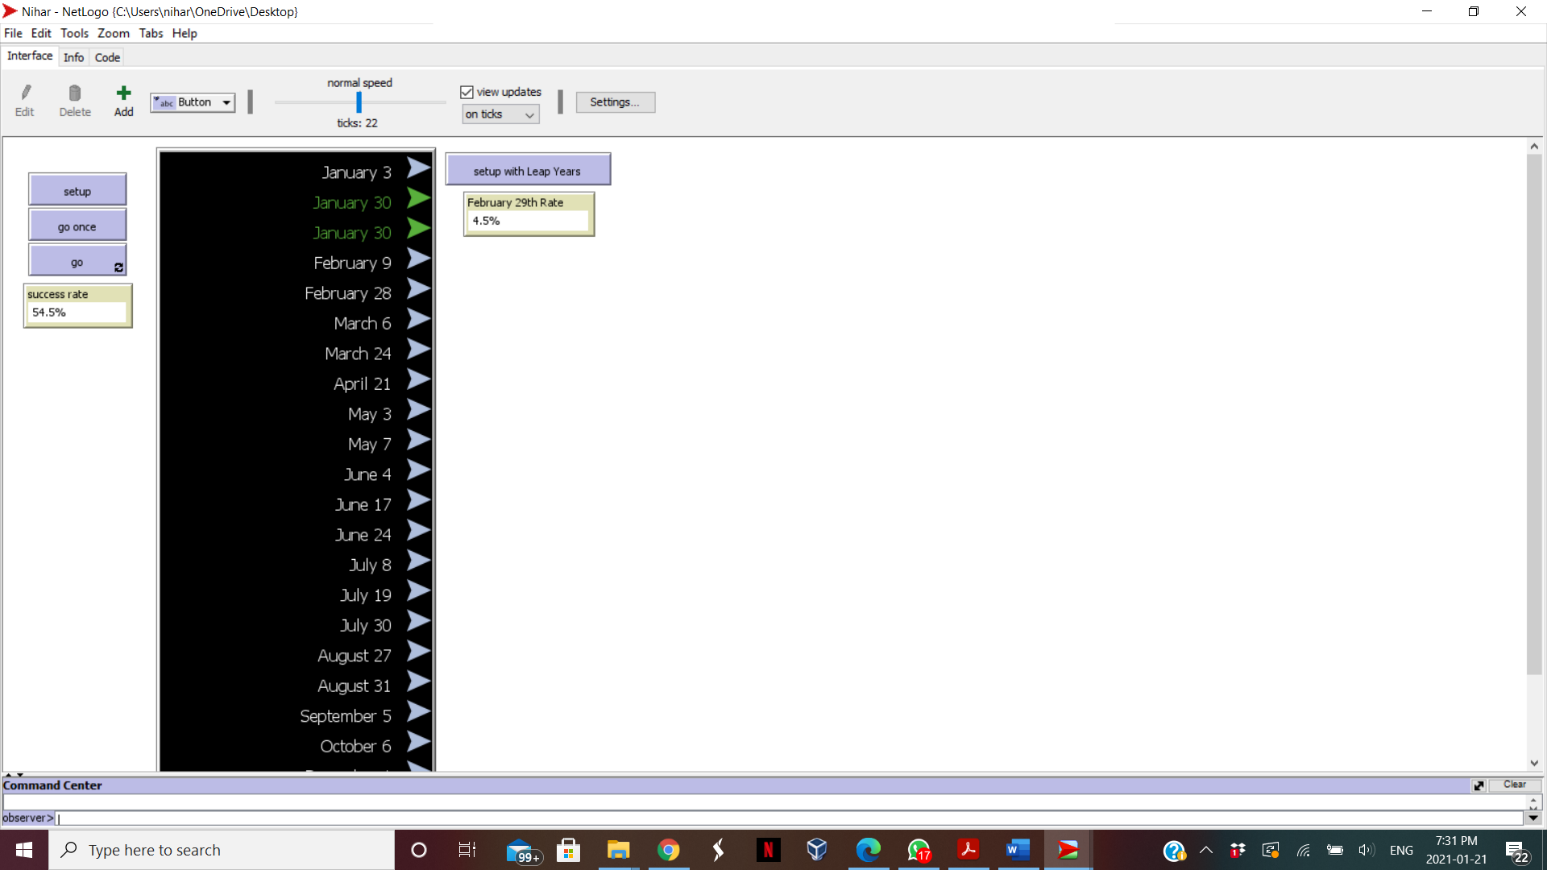 Nihar - NetLogo {C:\Users\nihar\OneDrive\Desktop}
File Edit Tools Zoom Tabs Help
Interface Info Code
Edit Delete Add
abc Button
normal speed
ticks: 22
view updates
on ticks
Settings...
setup
go once
go
success rate
54.5%
January 3
January 30
January 30
February 9
February 28
March 6
March 24
April 21
May 3
May 7
June 4
June 17
June 24
July 8
July 19
July 30
August 27
August 31
September 5
October 6
setup with Leap Years
February 29th Rate
4.5%
Command Center
Clear
observer>
Type here to search
99+
17
ENG
7:31 PM
2021-01-21
22